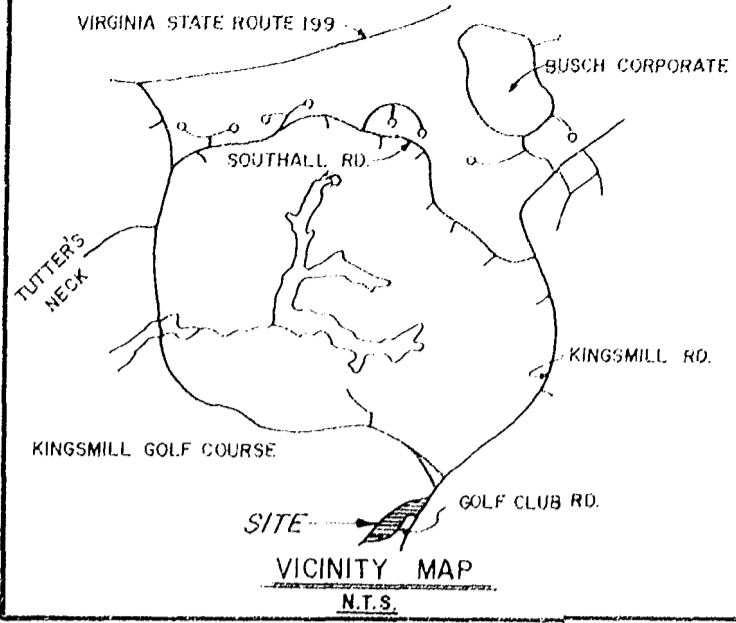 VIRGINIA STATE ROUTE 199
BUSCH CORPORATE
SOUTHALL RD.
TUTTER'S
NECK
KINGSMILL RD.
KINGSMILL GOLF COURSE
GOLF CLUB RD.
SITE
VICINITY MAP
N.T.S.